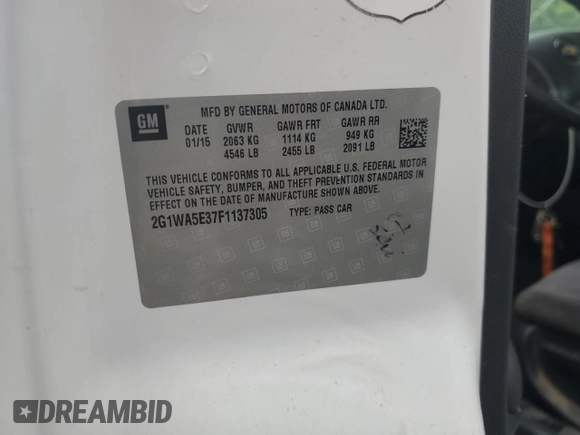 GM
MFD BY GENERAL MOTORS OF CANADA LTD.
DATE GVWR GAWR FRT GAWR RR
01/15 2063 KG 1114 KG 949 KG
4546 LB 2455 LB 2091 LB
THIS VEHICLE CONFORMS TO ALL APPLICABLE U.S. FEDERAL MOTOR
VEHICLE SAFETY, BUMPER, AND THEFT PREVENTION STANDARDS IN
EFFECT ON THE DATE OF MANUFACTURE SHOWN ABOVE.
2G1WA5E37F1137305 TYPE: PASS CAR
DREAMBID